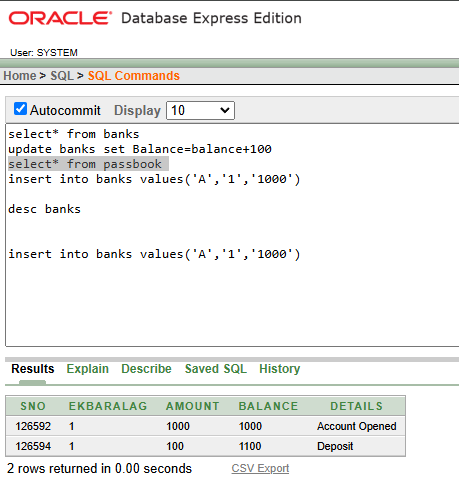 ORACLE Database Express Edition
User: SYSTEM
Home > SQL > SQL Commands
Autocommit Display 10
select* from banks
update banks set Balance=balance+100
select* from passbook
insert into banks values('A','1','1000')
desc banks
insert into banks values('A','1','1000')
Results Explain Describe Saved SQL History
SNO EKBARALAG AMOUNT BALANCE DETAILS
126592 1 1000 1000 Account Opened
126594 1 100 1100 Deposit
2 rows returned in 0.00 seconds CSV Export